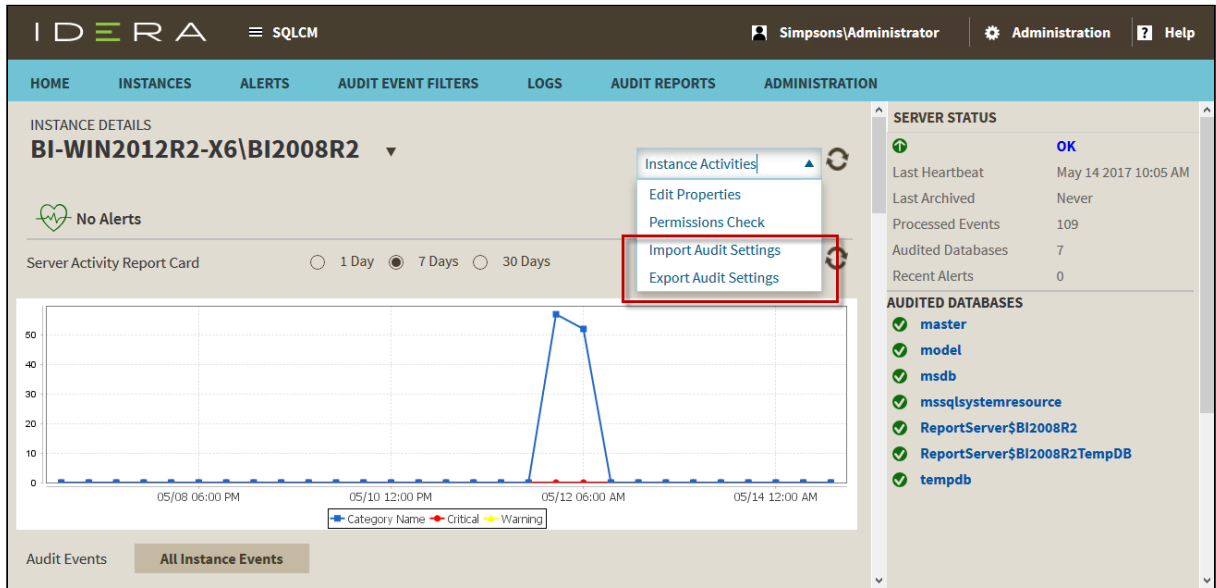 IDERA SQLCM Simpsons\Administrator Administration ? Help
HOME INSTANCES ALERTS AUDIT EVENT FILTERS LOGS AUDIT REPORTS ADMINISTRATION
INSTANCE DETAILS
BI-WIN2012R2-X6\BI2008R2
Instance Activities
Edit Properties
Permissions Check
Import Audit Settings
Export Audit Settings
No Alerts
Server Activity Report Card 1 Day 7 Days 30 Days
50
40
30
20
10
0
05/08 06:00 PM 05/10 12:00 PM 05/12 06:00 AM 05/14 12:00 AM
Category Name Critical Warning
Audit Events All Instance Events
SERVER STATUS
OK
Last Heartbeat May 14 2017 10:05 AM
Last Archived Never
Processed Events 109
Audited Databases 7
Recent Alerts 0
AUDITED DATABASES
master
model
msdb
mssqlsystemresource
ReportServer$BI2008R2
ReportServer$BI2008R2TempDB
tempdb